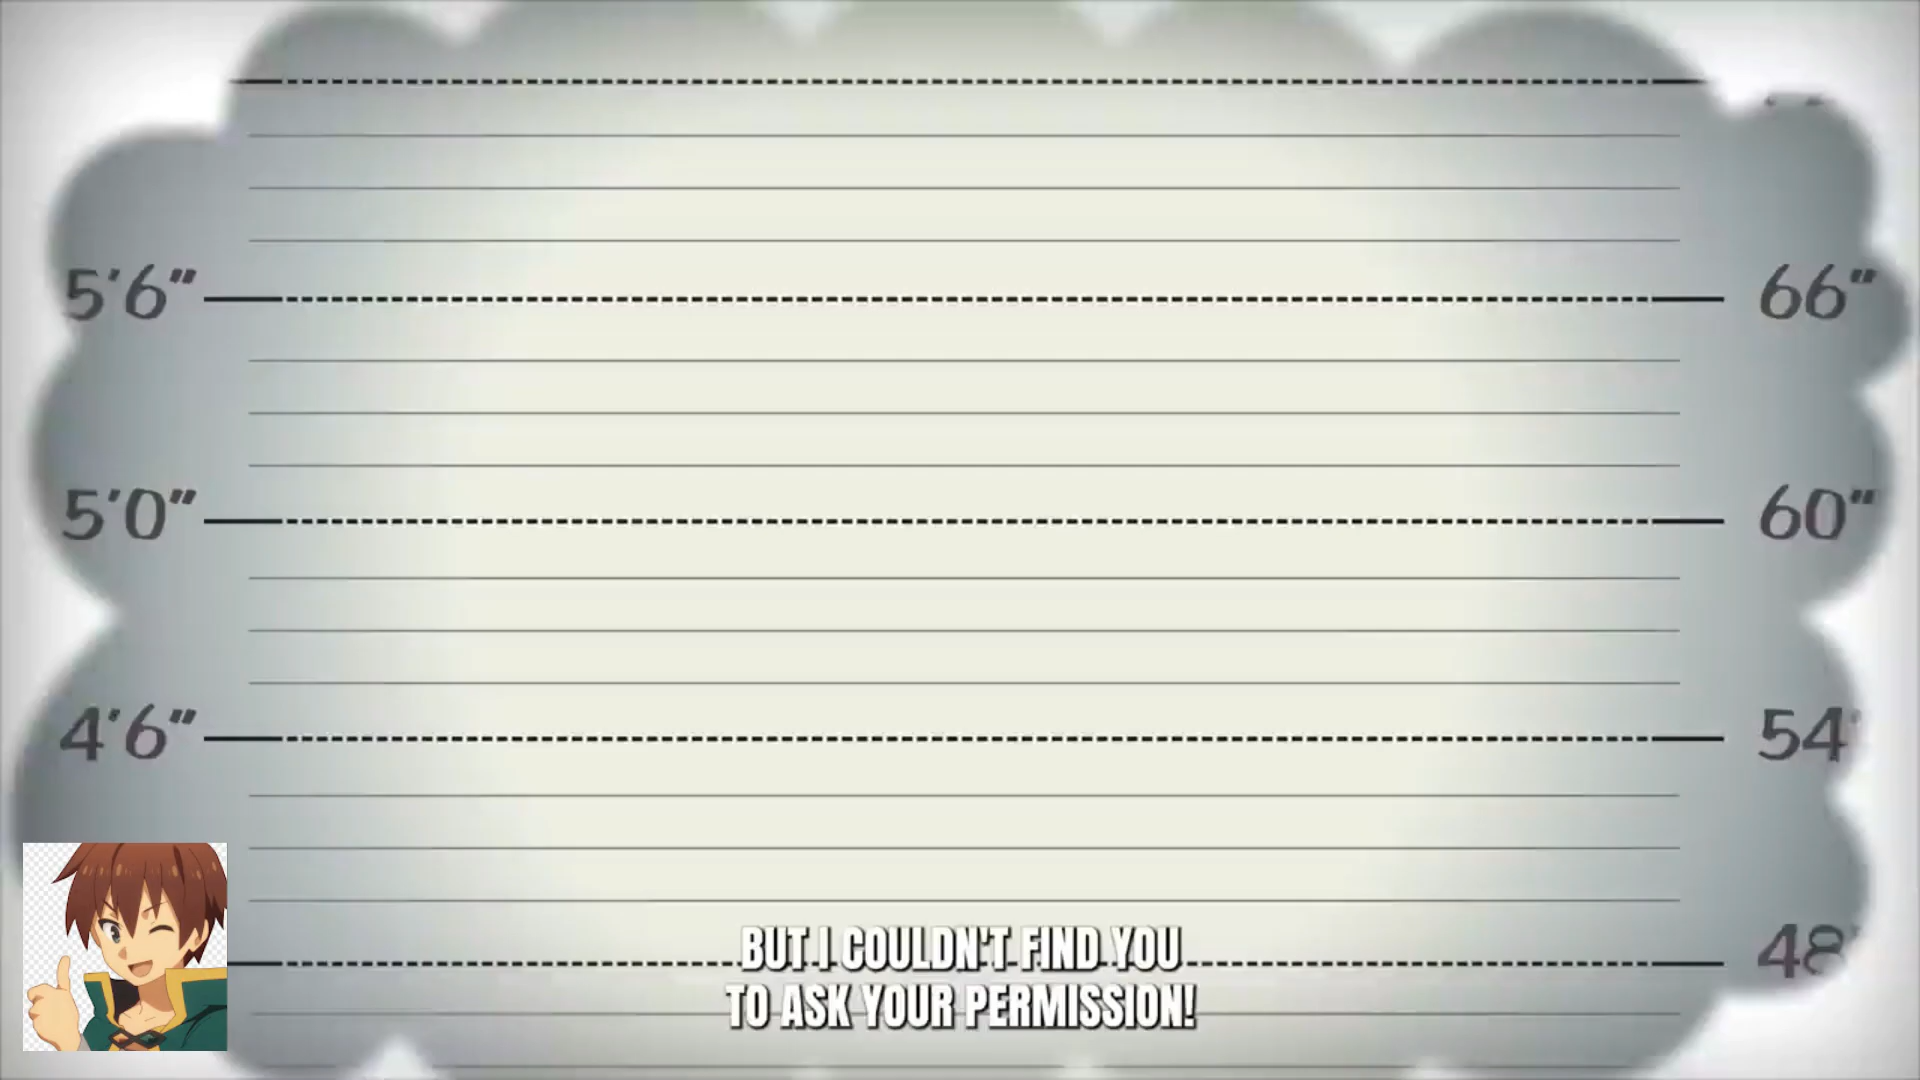 5'6" 66"
5'0" 60"
4'6" 54"
48"
BUT I COULDN'T FIND YOU
TO ASK YOUR PERMISSION!